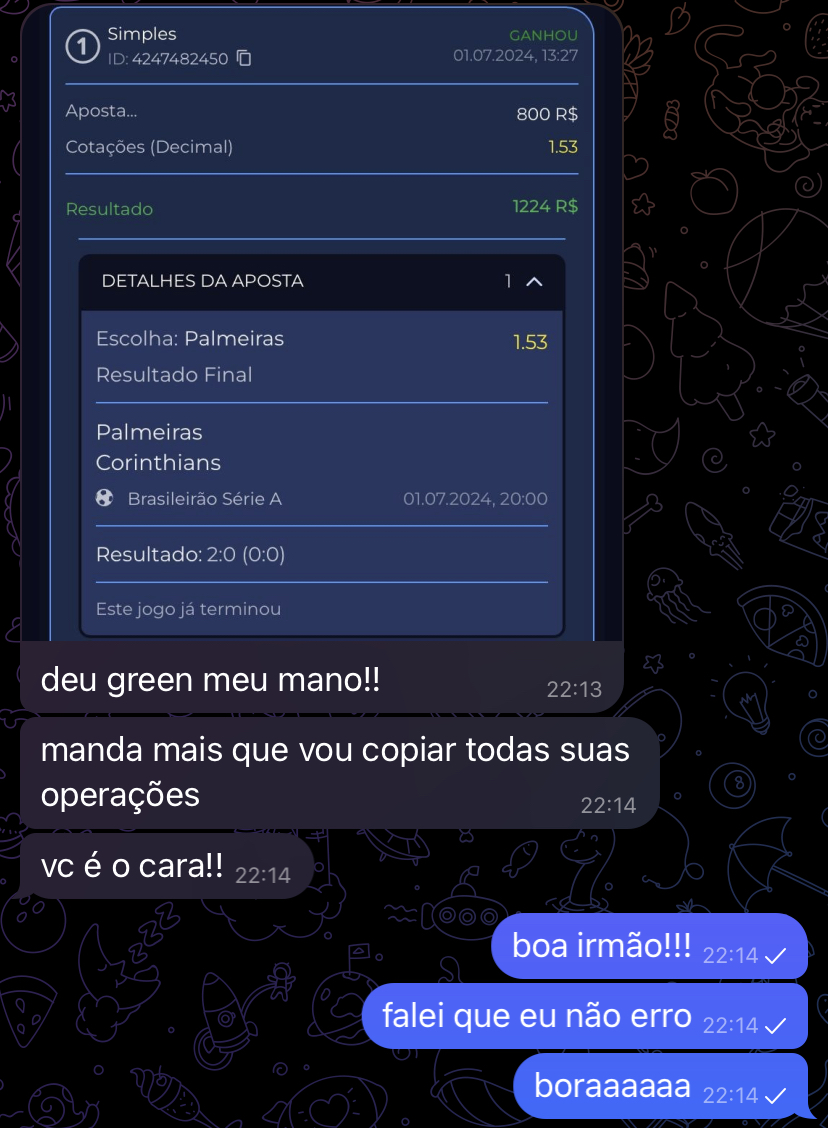 1 Simples GANHOU
ID: 4247482450 01.07.2024, 13:27
Aposta... 800 R$
Cotações (Decimal) 1.53
Resultado 1224 R$
DETALHES DA APOSTA 1
Escolha: Palmeiras 1.53
Resultado Final
Palmeiras
Corinthians
Brasileirão Série A 01.07.2024, 20:00
Resultado: 2:0 (0:0)
Este jogo já terminou
deu green meu mano!! 22:13
manda mais que vou copiar todas suas
operações 22:14
vc é o cara!! 22:14
boa irmão!!! 22:14
falei que eu não erro 22:14
boraaaaaa 22:14